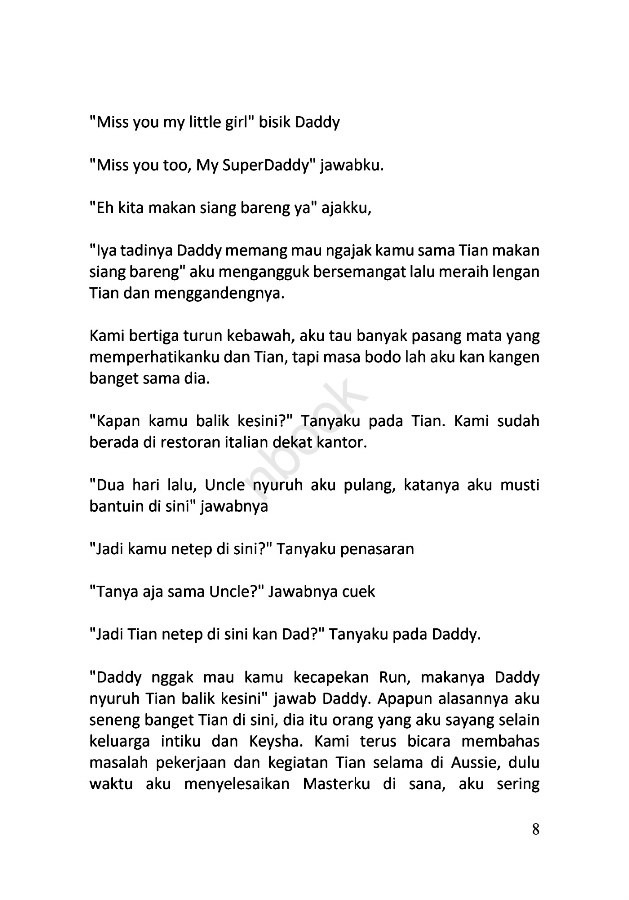 "Miss you my little girl" bisik Daddy
"Miss you too, My SuperDaddy" jawabku.
"Eh kita makan siang bareng ya" ajakku,
"Iya tadinya Daddy memang mau ngajak kamu sama Tian makan
siang bareng" aku mengangguk bersemangat lalu meraih lengan
Tian dan menggandengnya.
Kami bertiga turun kebawah, aku tau banyak pasang mata yang
memperhatikanku dan Tian, tapi masa bodo lah aku kan kangen
banget sama dia.
"Kapan kamu balik kesini?" Tanyaku pada Tian. Kami sudah
berada di restoran italian dekat kantor.
"Dua hari lalu, Uncle nyuruh aku pulang, katanya aku musti
bantuin di sini" jawabnya
"Jadi kamu netep di sini?" Tanyaku penasaran
"Tanya aja sama Uncle?" Jawabnya cuek
"Jadi Tian netep di sini kan Dad?" Tanyaku pada Daddy.
"Daddy nggak mau kamu kecapekan Run, makanya Daddy
nyuruh Tian balik kesini" jawab Daddy. Apapun alasannya aku
seneng banget Tian di sini, dia itu orang yang aku sayang selain
keluarga intiku dan Keysha. Kami terus bicara membahas
masalah pekerjaan dan kegiatan Tian selama di Aussie, dulu
waktu aku menyelesaikan Masterku di sana, aku sering
nbook
8